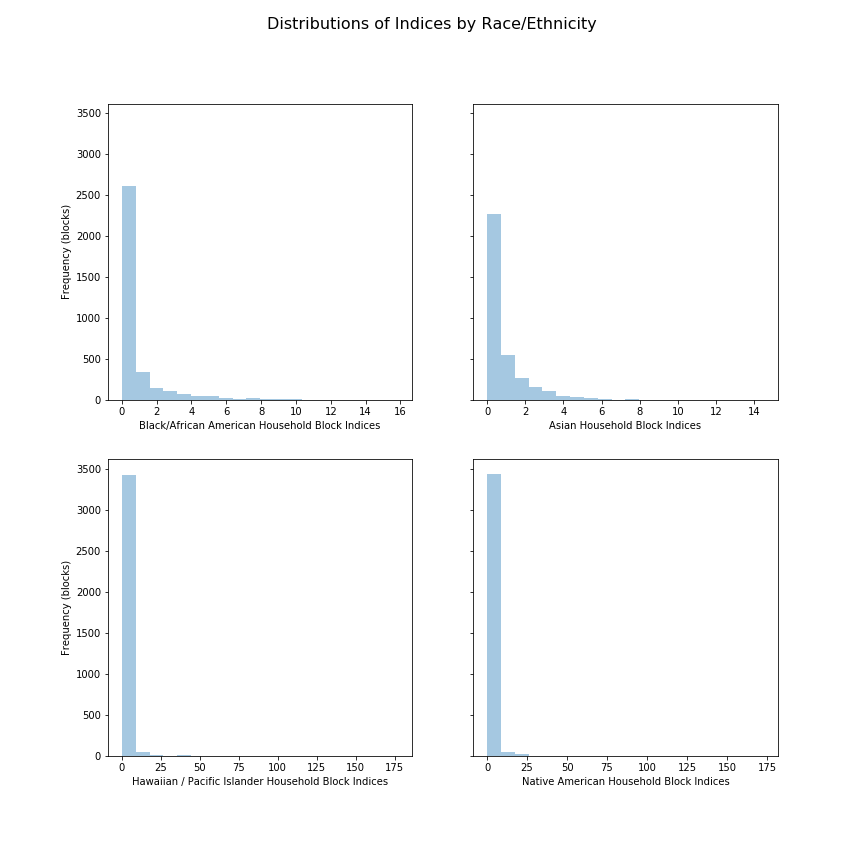 Distributions of Indices by Race/Ethnicity
3500
3000
2500
2000
1500
1000
500
0
Frequency (blocks)
0 2 4 6 8 10 12 14 16
Black/African American Household Block Indices
0 2 4 6 8 10 12 14
Asian Household Block Indices
3500
3000
2500
2000
1500
1000
500
0
Frequency (blocks)
0 25 50 75 100 125 150 175
Hawaiian / Pacific Islander Household Block Indices
0 25 50 75 100 125 150 175
Native American Household Block Indices